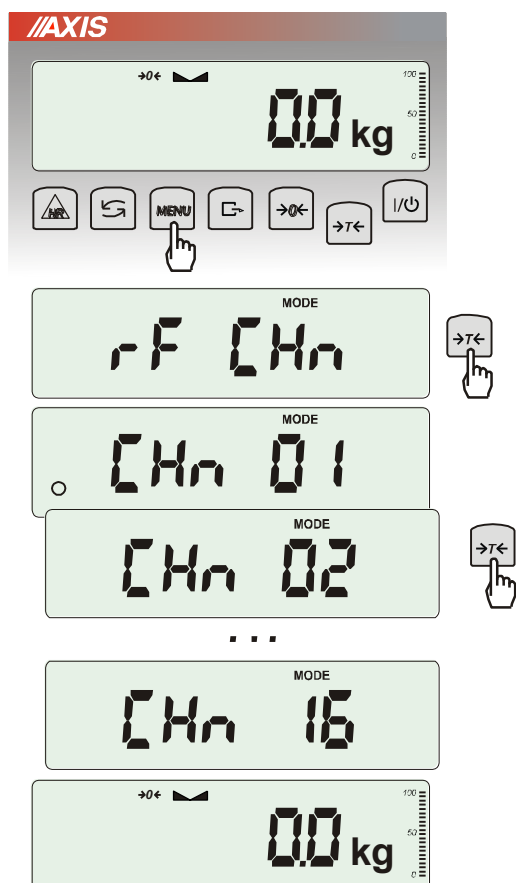 //AXIS
→0← 100
50
0.0 kg
0
HR MENU →0← →T← I/⏻
MODE
rF CHn
→T←
MODE
CHn 01
MODE
CHn 02
→T←
...
MODE
CHn 16
→0← 100
50
0.0 kg
0